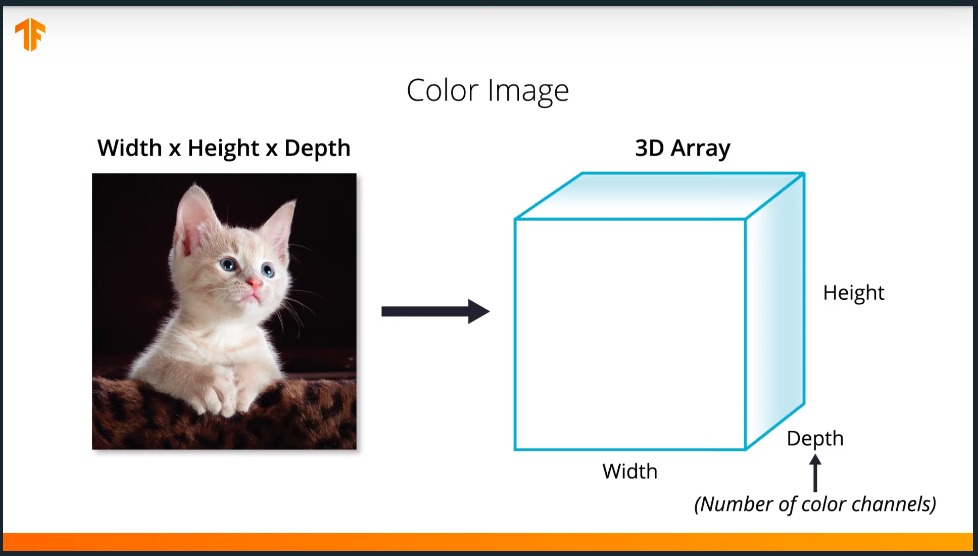 Color Image
Width x Height x Depth
3D Array
Height
Depth
Width
(Number of color channels)